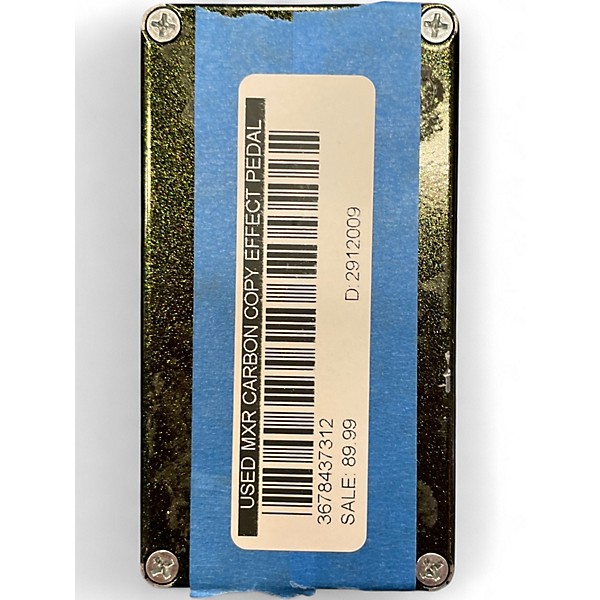 USED MXR CARBON COPY EFFECT PEDAL
3678437312
SALE: 89.99
D: 2912009